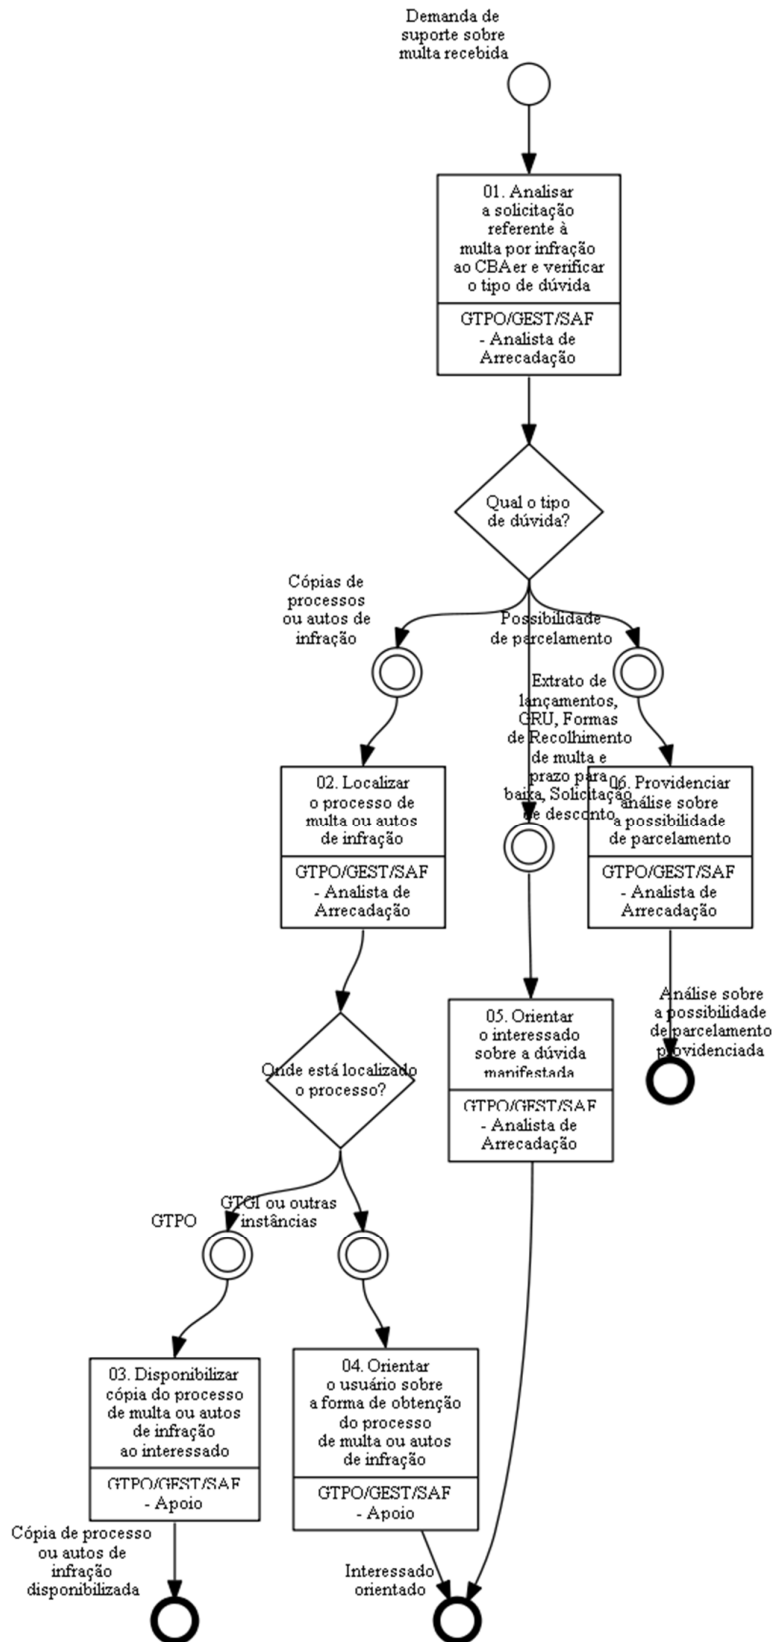 Demanda de
suporte sobre
multa recebida
01. Analisar
a solicitação
referente à
multa por infração
ao CBAer e verificar
o tipo de dúvida
GTPO/GEST/SAF
- Analista de
Arrecadação
Qual o tipo
de dúvida?
Cópias de
processos
ou autos de
infração
Possibilidade
de parcelamento
Extrato de
lançamentos,
GRU, Formas
de Recolhimento
de multa e
prazo para
baixa, Solicitação
de desconto
02. Localizar
o processo de
multa ou autos
de infração
GTPO/GEST/SAF
- Analista de
Arrecadação
06. Providenciar
análise sobre
a possibilidade
de parcelamento
GTPO/GEST/SAF
- Analista de
Arrecadação
Onde está localizado
o processo?
05. Orientar
o interessado
sobre a dúvida
manifestada
GTPO/GEST/SAF
- Analista de
Arrecadação
Análise sobre
a possibilidade
de parcelamento
providenciada
GTPO
GTGI ou outras
instâncias
03. Disponibilizar
cópia do processo
de multa ou autos
de infração
ao interessado
GTPO/GEST/SAF
- Apoio
04. Orientar
o usuário sobre
a forma de obtenção
do processo
de multa ou autos
de infração
GTPO/GEST/SAF
- Apoio
Cópia de processo
ou autos de
infração
disponibilizada
Interessado
orientado